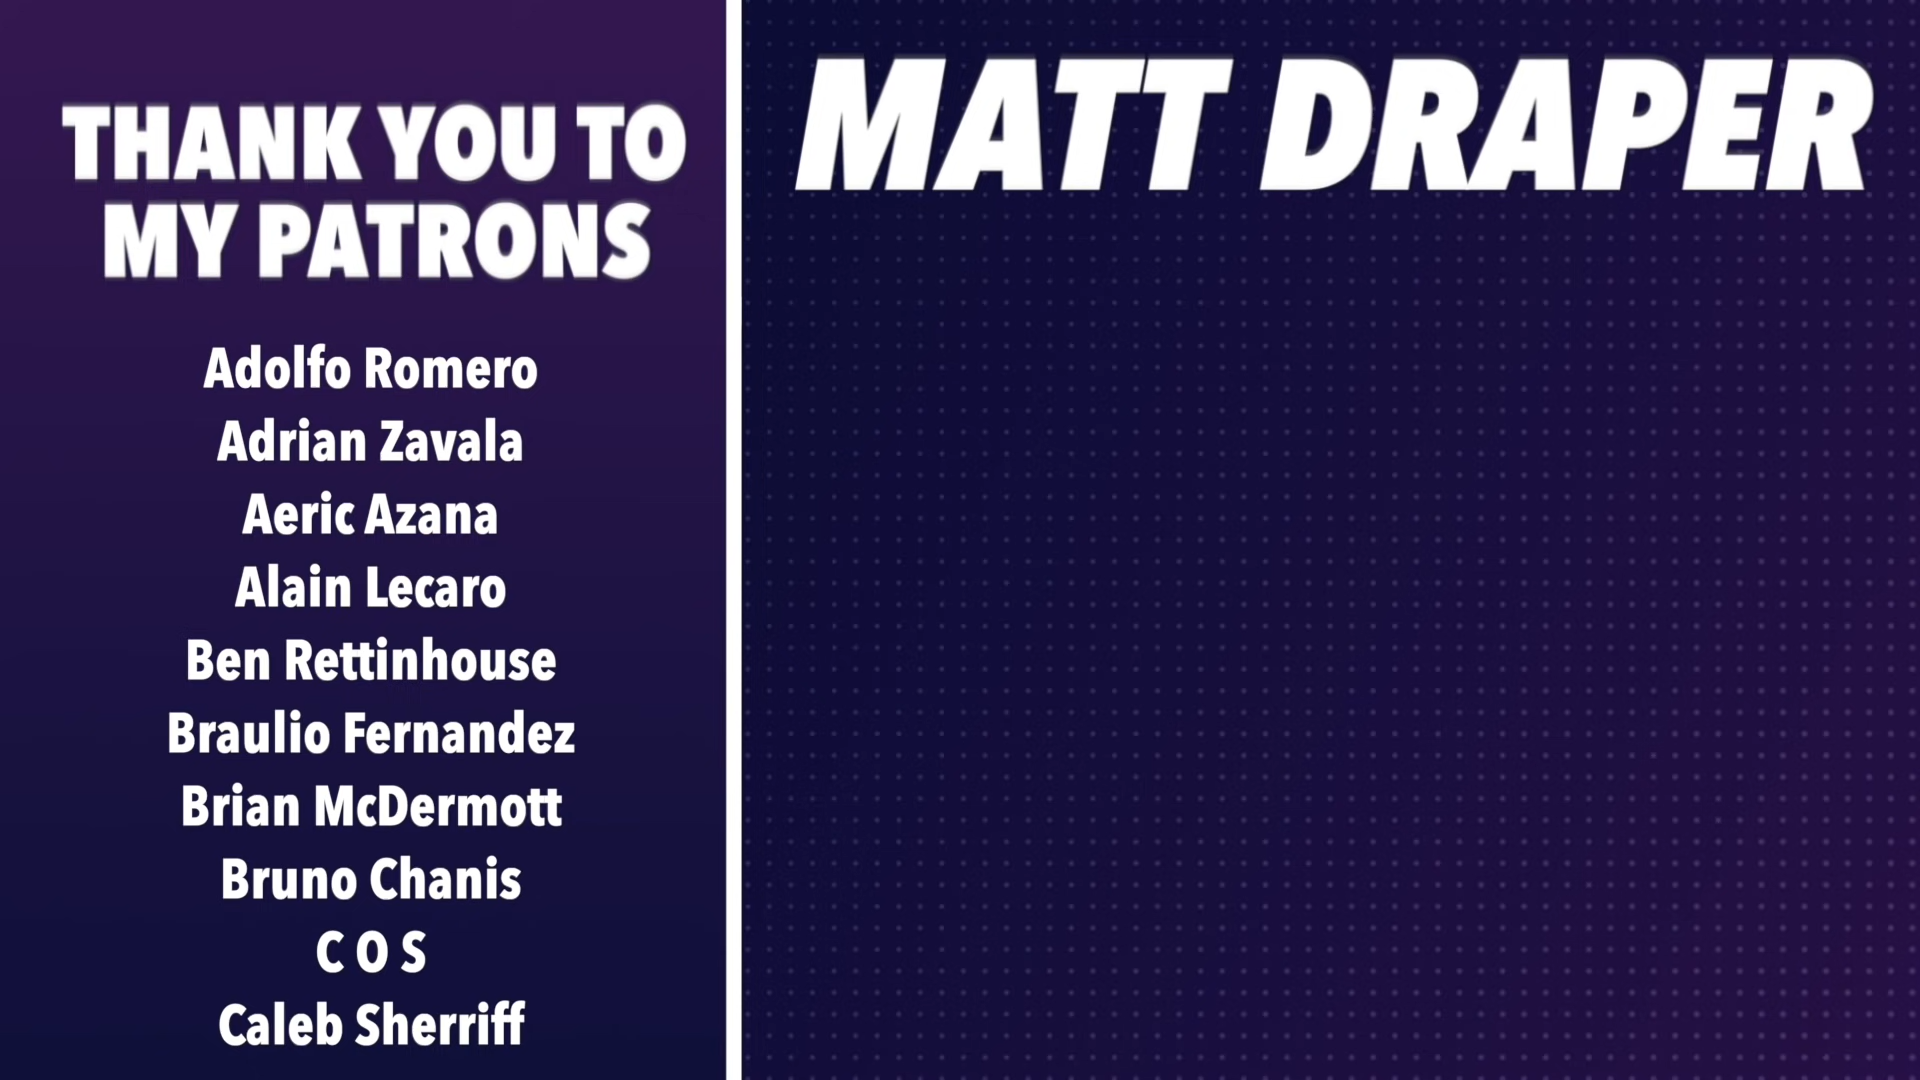 THANK YOU TO
MY PATRONS
Adolfo Romero
Adrian Zavala
Aeric Azana
Alain Lecaro
Ben Rettinhouse
Braulio Fernandez
Brian McDermott
Bruno Chanis
C O S
Caleb Sherriff
MATT DRAPER